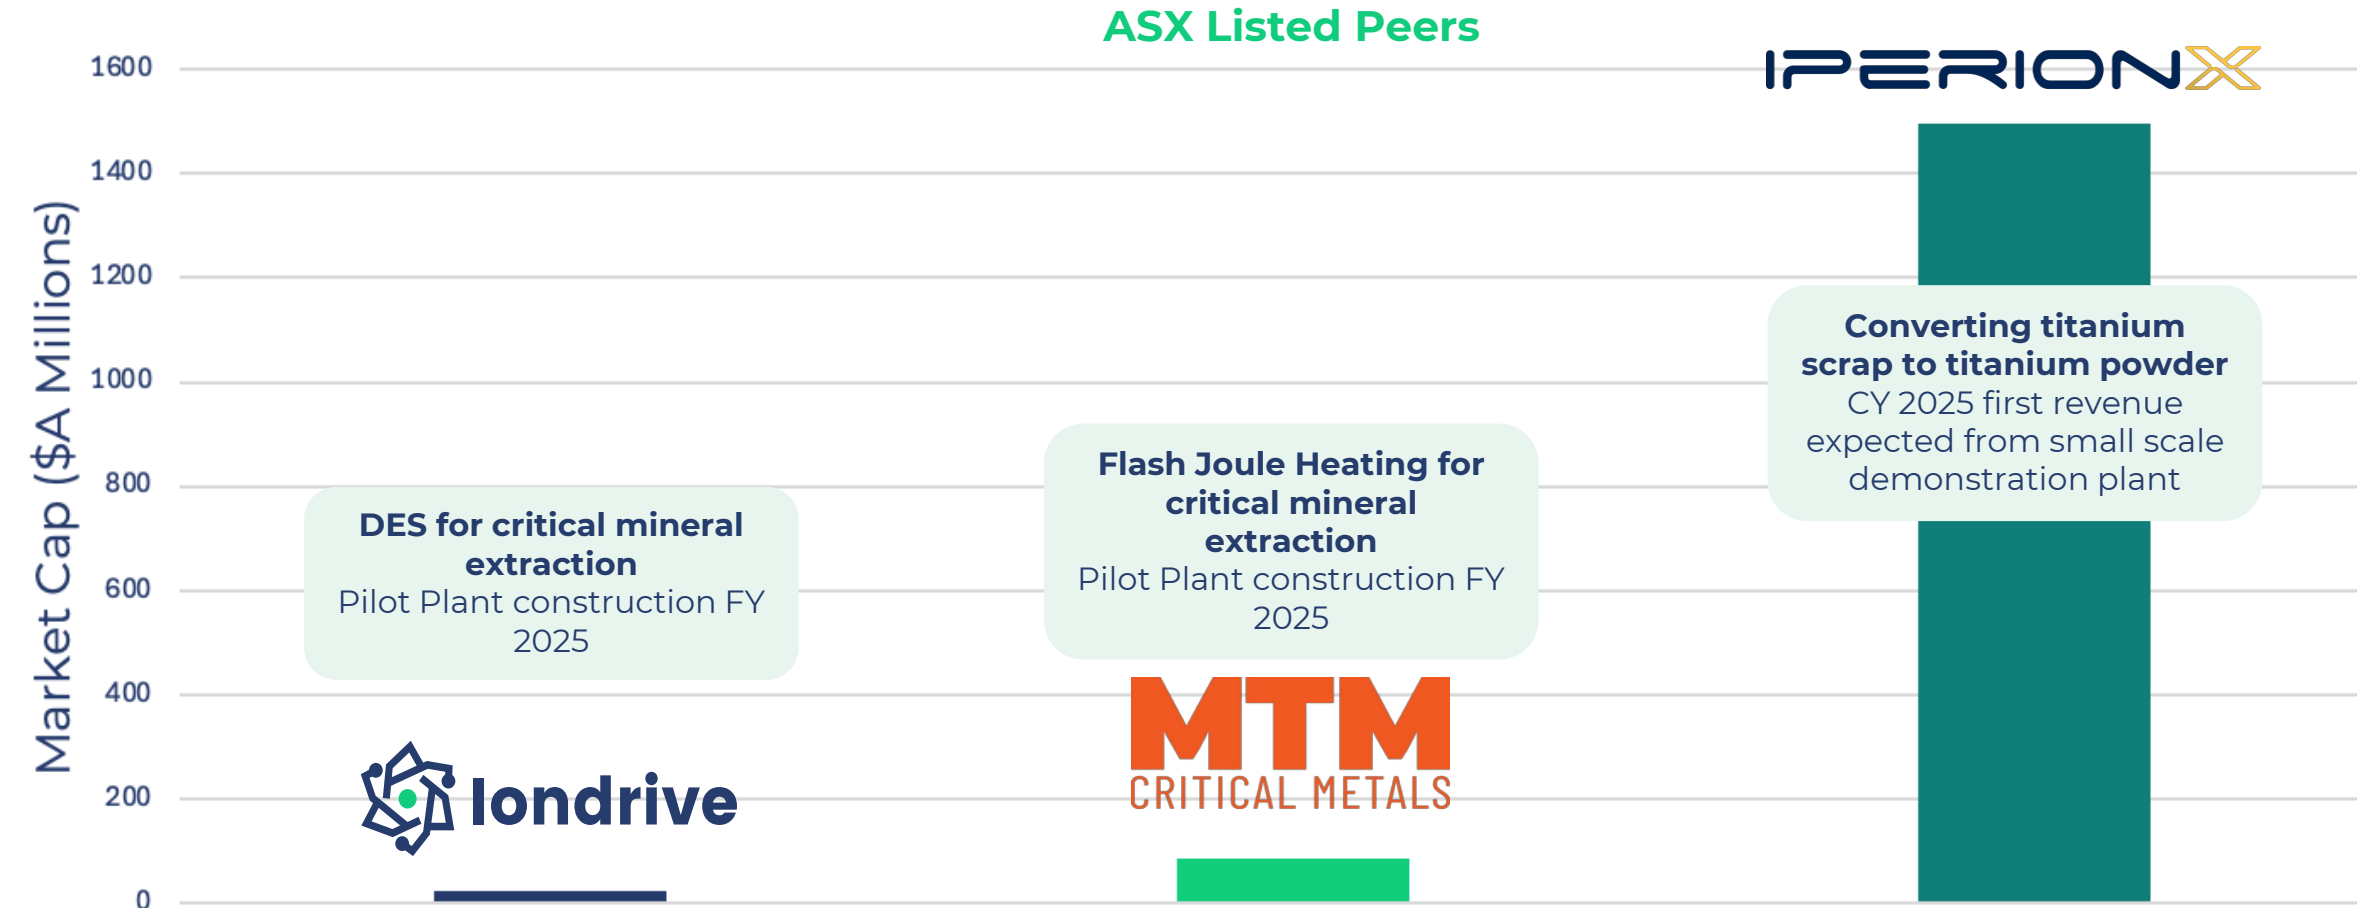 ASX Listed Peers
IPERIONX
Market Cap ($A Millions)
1600
1400
1200
1000
800
600
400
200
0
DES for critical mineral
extraction
Pilot Plant construction FY
2025
Iondrive
Flash Joule Heating for
critical mineral
extraction
Pilot Plant construction FY
2025
MTM
CRITICAL METALS
Converting titanium
scrap to titanium powder
CY 2025 first revenue
expected from small scale
demonstration plant